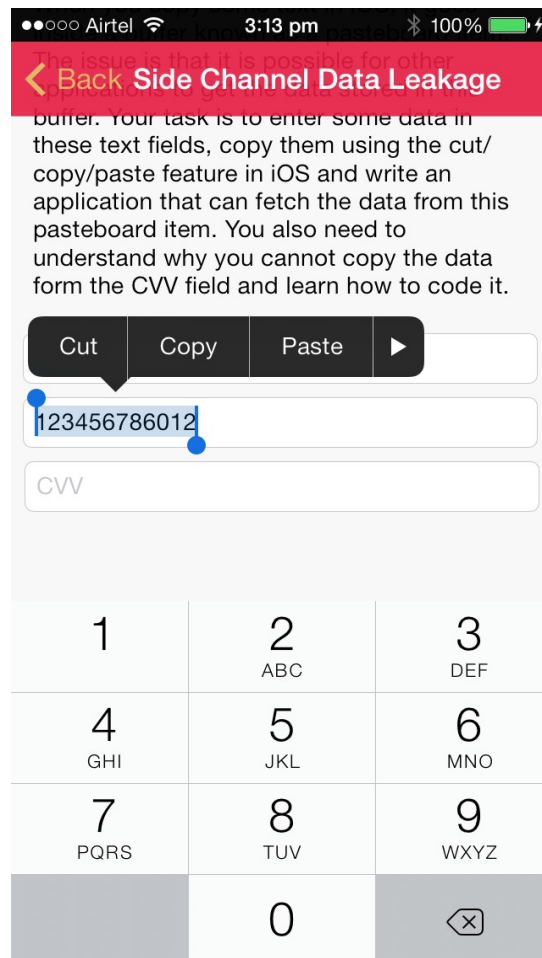 Airtel 3:13 pm 100%
Back Side Channel Data Leakage
buffer. Your task is to enter some data in
these text fields, copy them using the cut/
copy/paste feature in iOS and write an
application that can fetch the data from this
pasteboard item. You also need to
understand why you cannot copy the data
form the CVV field and learn how to code it.
Cut Copy Paste
123456786012
CVV
1 2 3
ABC DEF
4 5 6
GHI JKL MNO
7 8 9
PQRS TUV WXYZ
0